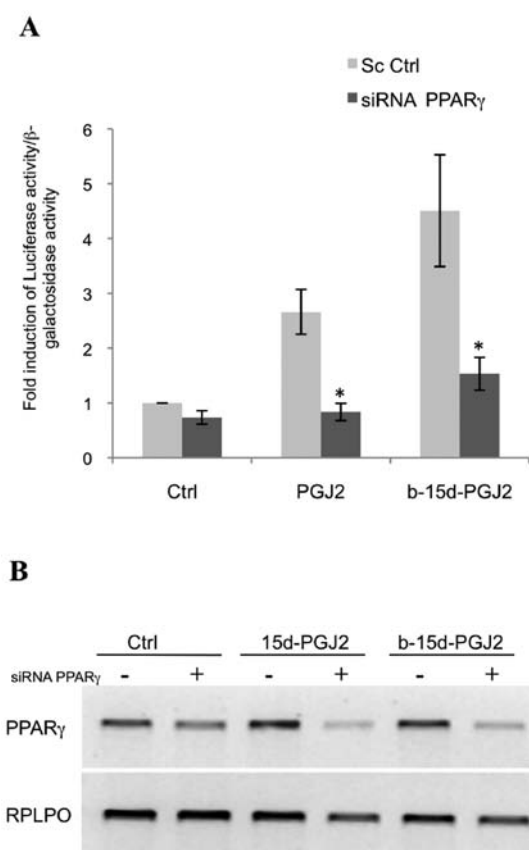 A
Sc Ctrl
siRNA PPARγ
Fold induction of Luciferase activity/β-
galactosidase activity
6
5
4
3
2
1
0
*
*
Ctrl PGJ2 b-15d-PGJ2
B
Ctrl 15d-PGJ2 b-15d-PGJ2
siRNA PPARγ - + - + - +
PPARγ
RPLPO